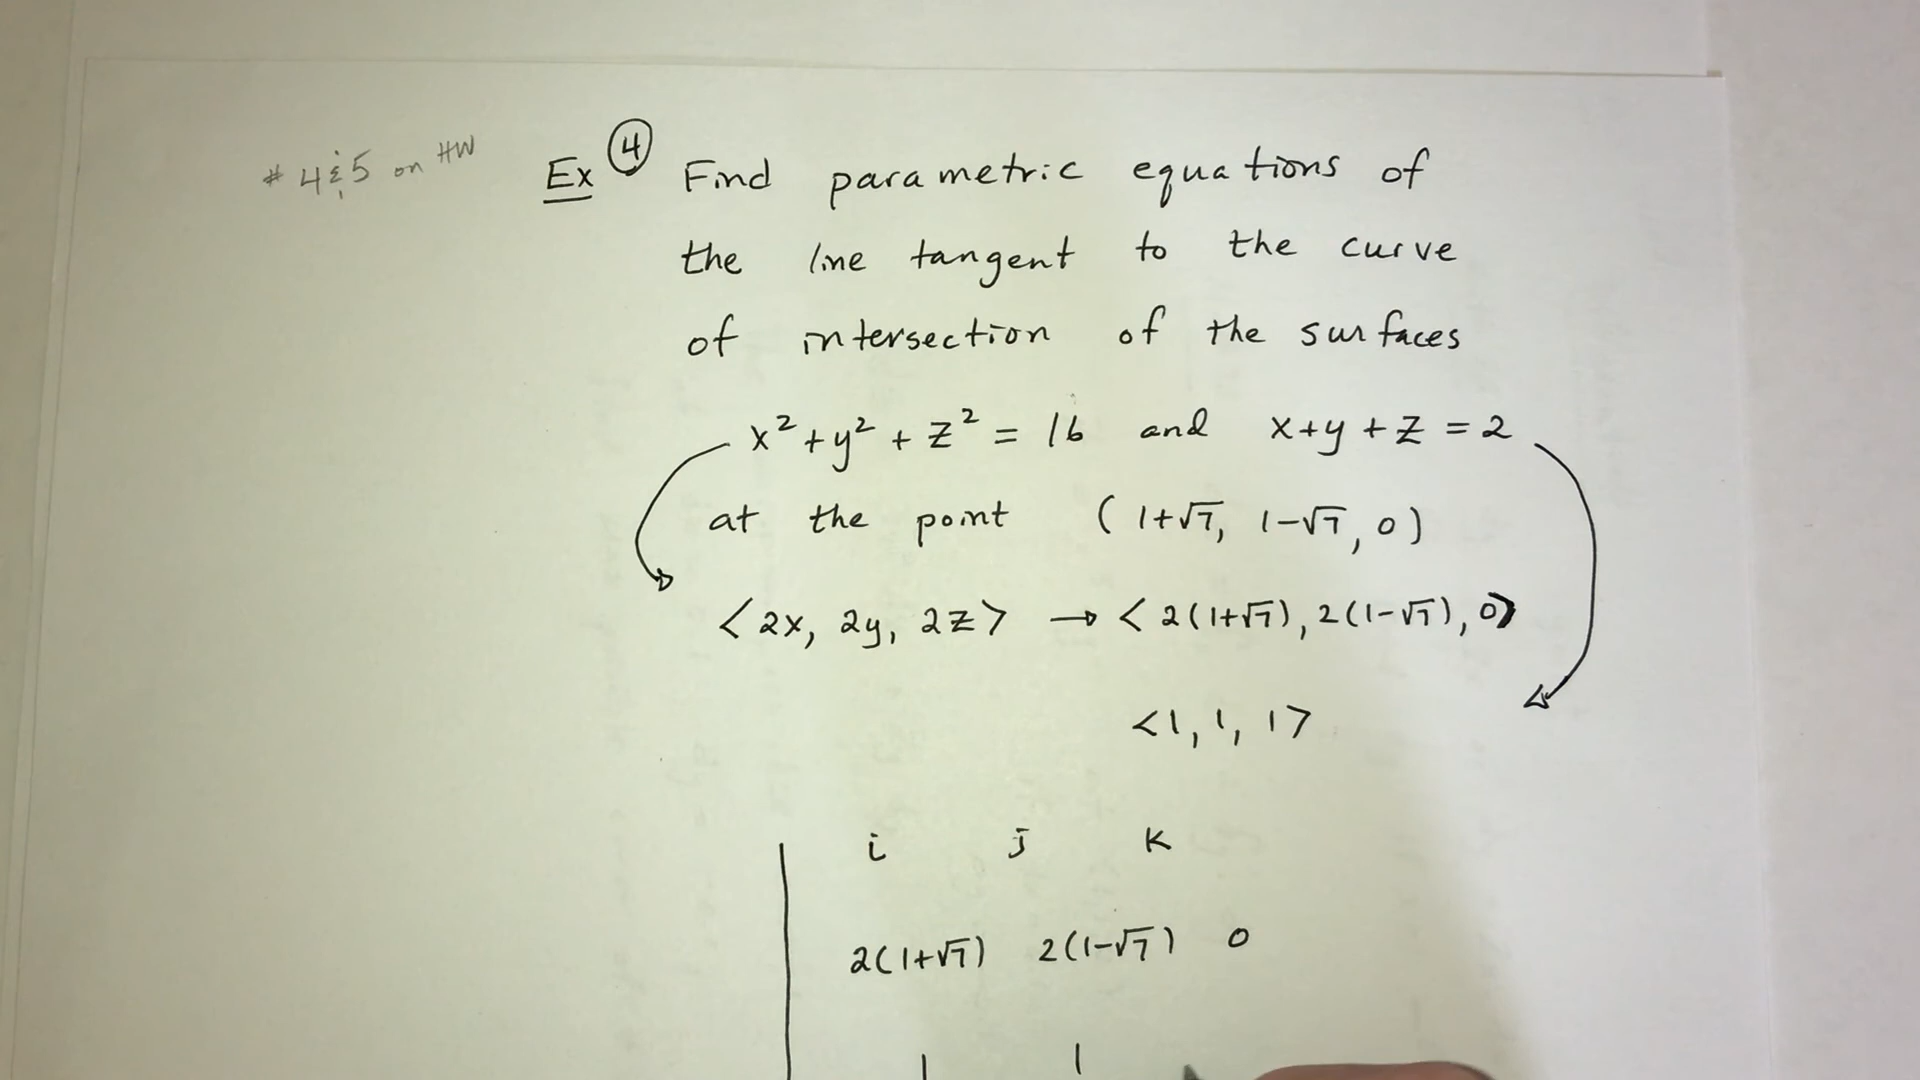 # 4 & 5 on HW
Ex ④ Find parametric equations of
the line tangent to the curve
of intersection of the surfaces
x² + y² + z² = 16 and x + y + z = 2
at the point (1+√7, 1-√7, 0)
<2x, 2y, 2z> → <2(1+√7), 2(1-√7), 0>
<1, 1, 1>
i j k
2(1+√7) 2(1-√7) 0
1 1